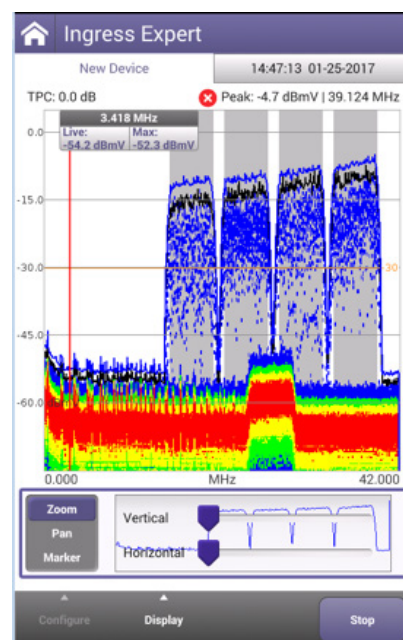 Ingress Expert
New Device
14:47:13 01-25-2017
TPC: 0.0 dB
Peak: -4.7 dBmV | 39.124 MHz
3.418 MHz
Live: Max:
-54.2 dBmV -52.3 dBmV
0.0
-15.0
-30.0
30
-45.0
-60.0
0.000 MHz 42.000
Zoom
Pan
Marker
Vertical
Horizontal
Configure
Display
Stop